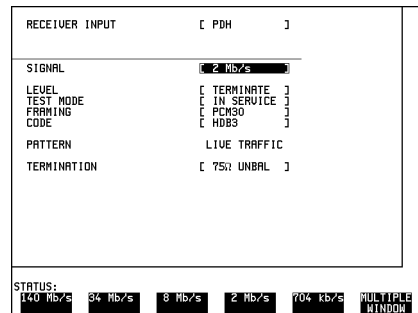 RECEIVER INPUT [ PDH ]
SIGNAL [ 2 Mb/s ]
LEVEL [ TERMINATE ]
TEST MODE [ IN SERVICE ]
FRAMING [ PCM30 ]
CODE [ HDB3 ]
PATTERN LIVE TRAFFIC
TERMINATION [ 75Ω UNBAL ]
STATUS:
140 Mb/s 34 Mb/s 8 Mb/s 2 Mb/s 704 kb/s MULTIPLE
WINDOW